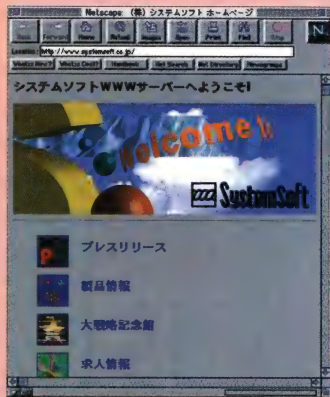 Netscape: (株) システムソフト ホームページ
Back Forward Home Reload Images Open Print Find Stop
N
Location: http://www.systemsoft.co.jp/
What's New? What's Cool? Handbook Net Search Net Directory Newsgroups
システムソフトWWWサーバーへようこそ!
Welcome to
SystemSoft
P
プレスリリース
製品情報
大戦略記念館
求人情報